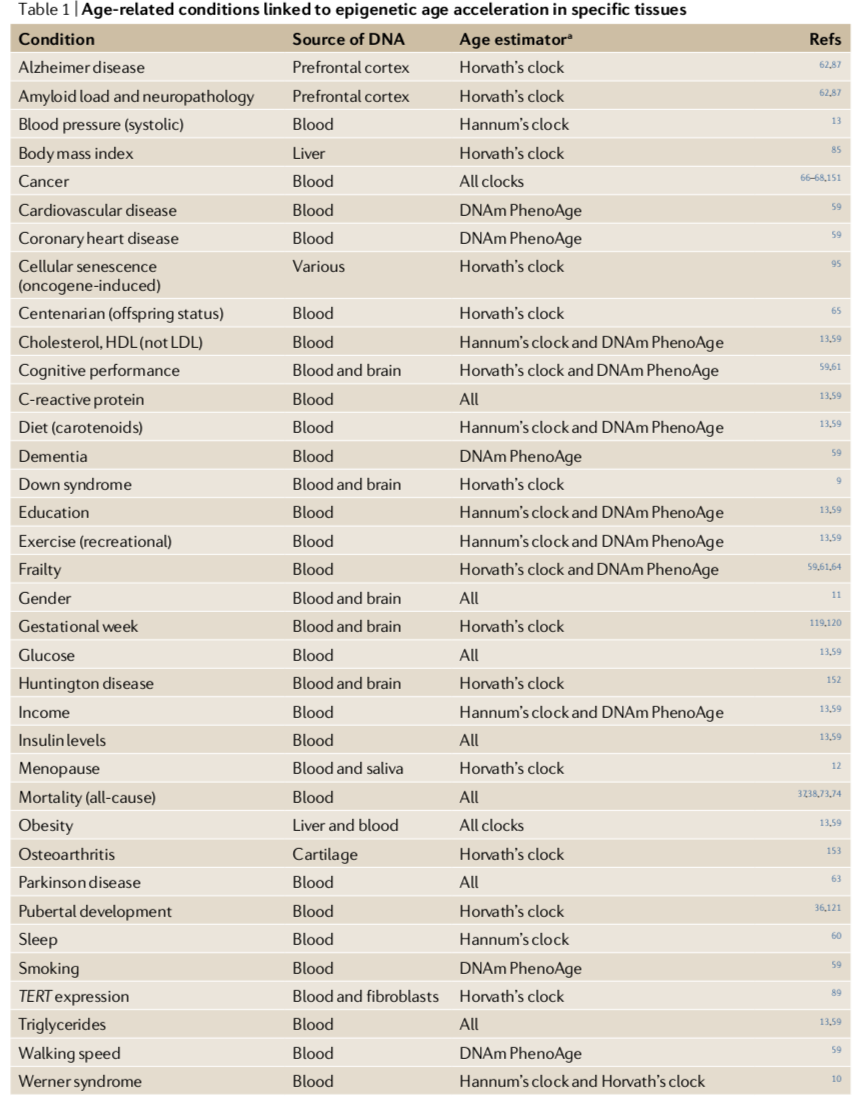 Table 1 | Age-related conditions linked to epigenetic age acceleration in specific tissues
Condition Source of DNA Age estimatorᵃ Refs
Alzheimer disease Prefrontal cortex Horvath's clock 62,87
Amyloid load and neuropathology Prefrontal cortex Horvath's clock 62,87
Blood pressure (systolic) Blood Hannum's clock 13
Body mass index Liver Horvath's clock 85
Cancer Blood All clocks 66–68,151
Cardiovascular disease Blood DNAm PhenoAge 59
Coronary heart disease Blood DNAm PhenoAge 59
Cellular senescence Various Horvath's clock 95
(oncogene-induced)
Centenarian (offspring status) Blood Horvath's clock 65
Cholesterol, HDL (not LDL) Blood Hannum's clock and DNAm PhenoAge 13,59
Cognitive performance Blood and brain Horvath's clock and DNAm PhenoAge 59,61
C-reactive protein Blood All 13,59
Diet (carotenoids) Blood Hannum's clock and DNAm PhenoAge 13,59
Dementia Blood DNAm PhenoAge 59
Down syndrome Blood and brain Horvath's clock 9
Education Blood Hannum's clock and DNAm PhenoAge 13,59
Exercise (recreational) Blood Hannum's clock and DNAm PhenoAge 13,59
Frailty Blood Horvath's clock and DNAm PhenoAge 59,61,64
Gender Blood and brain All 11
Gestational week Blood and brain Horvath's clock 119,120
Glucose Blood All 13,59
Huntington disease Blood and brain Horvath's clock 152
Income Blood Hannum's clock and DNAm PhenoAge 13,59
Insulin levels Blood All 13,59
Menopause Blood and saliva Horvath's clock 12
Mortality (all-cause) Blood All 37,38,73,74
Obesity Liver and blood All clocks 13,59
Osteoarthritis Cartilage Horvath's clock 153
Parkinson disease Blood All 63
Pubertal development Blood Horvath's clock 36,121
Sleep Blood Hannum's clock 60
Smoking Blood DNAm PhenoAge 59
TERT expression Blood and fibroblasts Horvath's clock 89
Triglycerides Blood All 13,59
Walking speed Blood DNAm PhenoAge 59
Werner syndrome Blood Hannum's clock and Horvath's clock 10